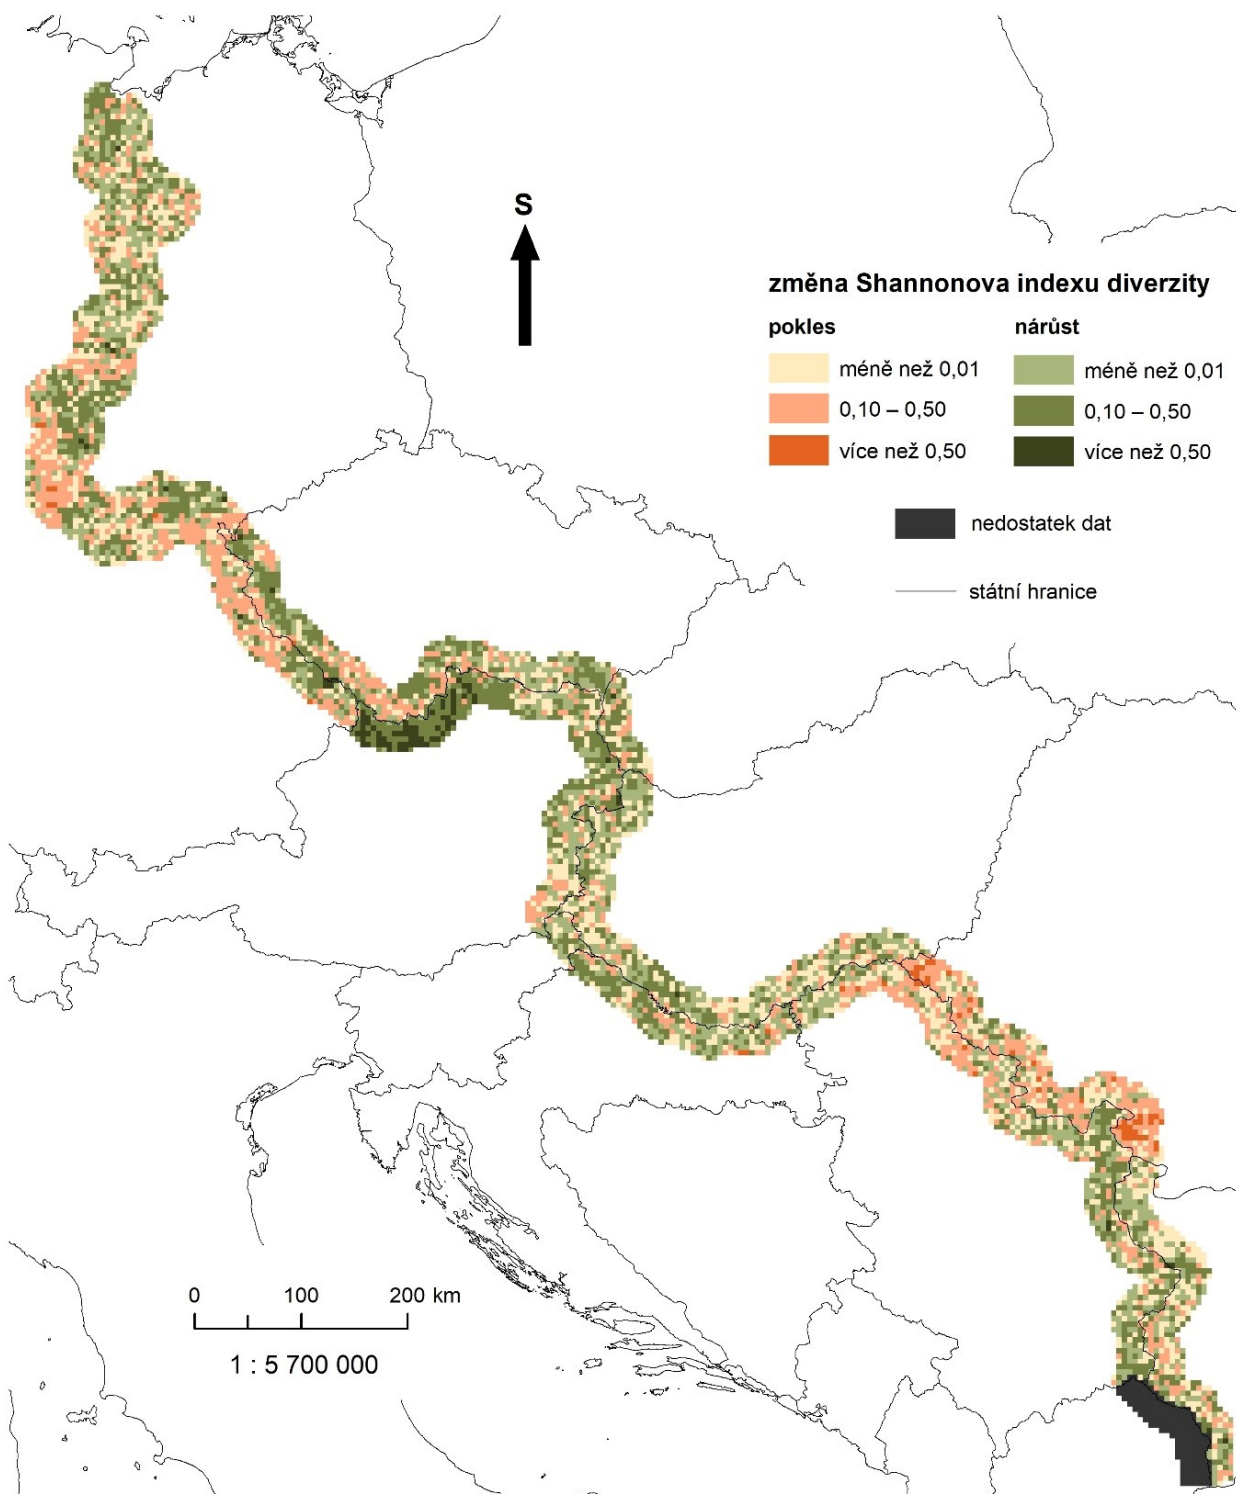 S
změna Shannonova indexu diverzity
pokles
nárůst
méně než 0,01
méně než 0,01
0,10 – 0,50
0,10 – 0,50
více než 0,50
více než 0,50
nedostatek dat
státní hranice
0 100 200 km
1 : 5 700 000